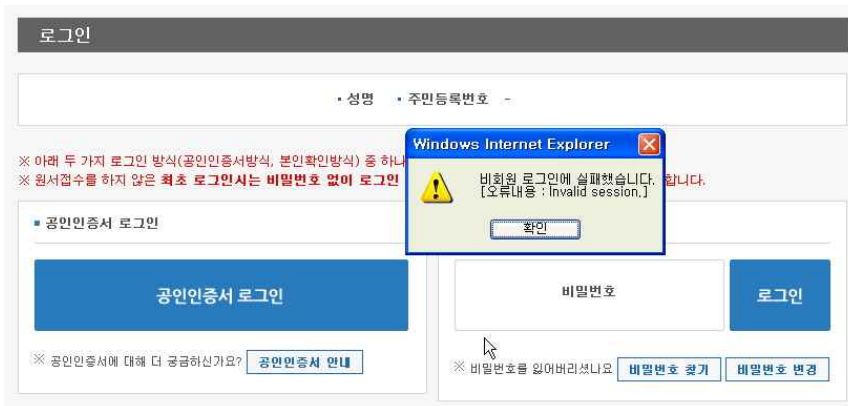 로그인
▪ 성명 ▪ 주민등록번호 -
※ 아래 두 가지 로그인 방식(공인인증서방식, 본인확인방식) 중 하나
※ 원서접수를 하지 않은 최초 로그인시는 비밀번호 없이 로그인
합니다.
Windows Internet Explorer
비회원 로그인에 실패했습니다.
[오류내용 : Invalid session.]
확인
▪ 공인인증서 로그인
공인인증서 로그인
※ 공인인증서에 대해 더 궁금하신가요? 공인인증서 안내
비밀번호
로그인
※ 비밀번호를 잃어버리셨나요 비밀번호 찾기 비밀번호 변경